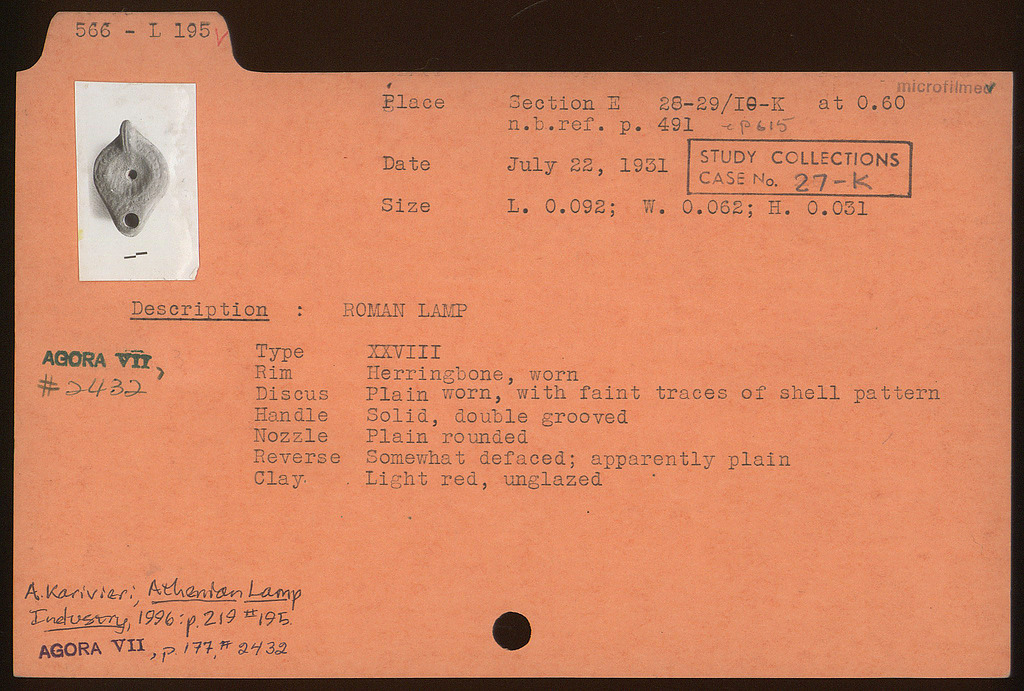 566 - L 195 ✓
microfilmed
Place Section E 28-29/IΘ-K at 0.60
n.b.ref. p. 491 - p 615
Date July 22, 1931
STUDY COLLECTIONS
CASE No. 27-K
Size L. 0.092; W. 0.062; H. 0.031
Description : ROMAN LAMP
AGORA VII,
# 2432
Type XXVIII
Rim Herringbone, worn
Discus Plain worn, with faint traces of shell pattern
Handle Solid, double grooved
Nozzle Plain rounded
Reverse Somewhat defaced; apparently plain
Clay. Light red, unglazed
A. Karivieri, Athenian Lamp
Industry, 1996: p. 219 # 195.
AGORA VII, p. 177, # 2432